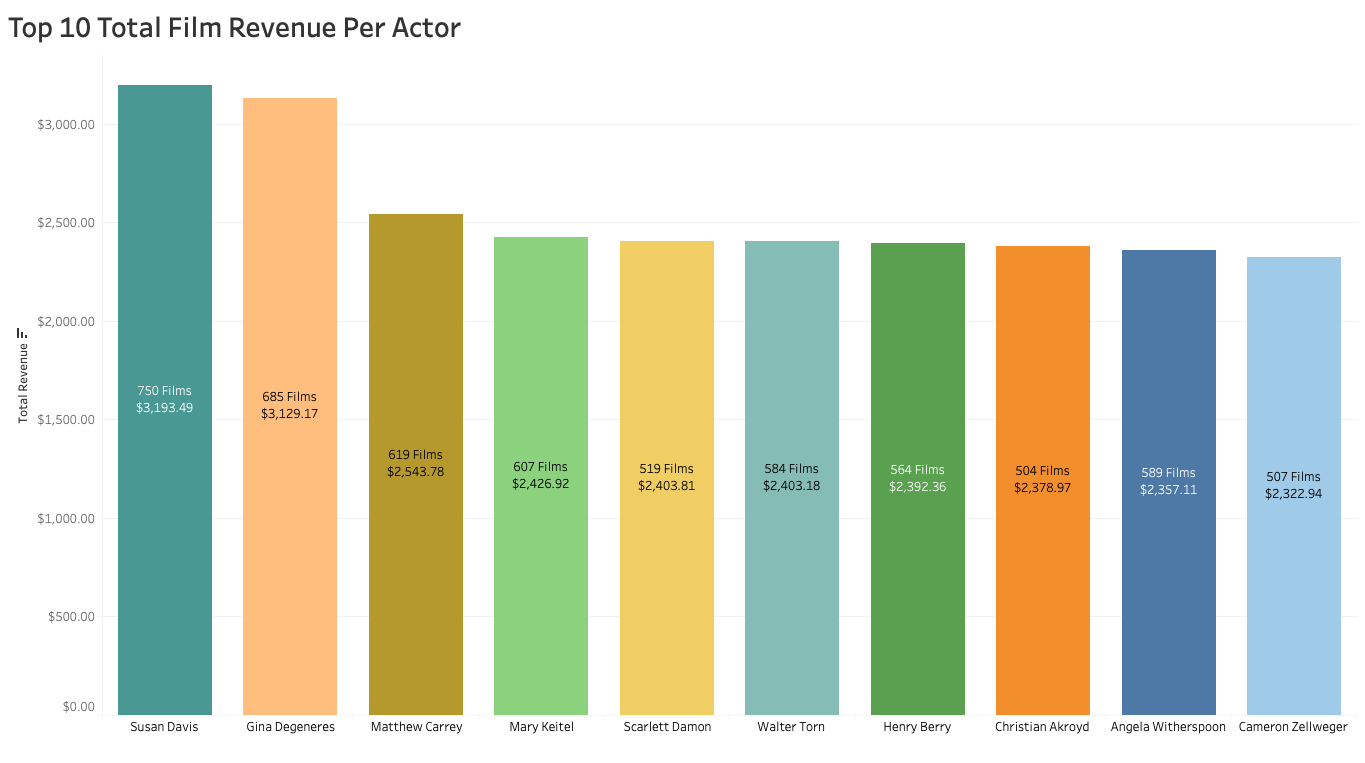 Top 10 Total Film Revenue Per Actor
Total Revenue
$3,000.00
$2,500.00
$2,000.00
$1,500.00
$1,000.00
$500.00
$0.00
750 Films
$3,193.49
685 Films
$3,129.17
619 Films
$2,543.78
607 Films
$2,426.92
519 Films
$2,403.81
584 Films
$2,403.18
564 Films
$2,392.36
504 Films
$2,378.97
589 Films
$2,357.11
507 Films
$2,322.94
Susan Davis
Gina Degeneres
Matthew Carrey
Mary Keitel
Scarlett Damon
Walter Torn
Henry Berry
Christian Akroyd
Angela Witherspoon
Cameron Zellweger